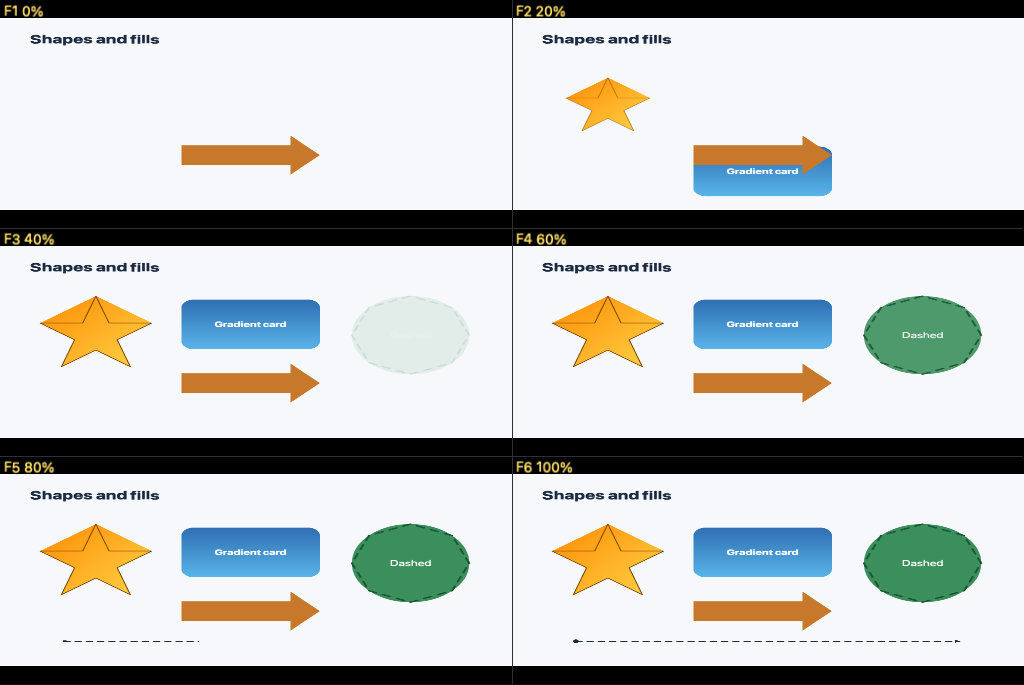 F1 0%
Shapes and fills
F2 20%
Shapes and fills
Gradient card
F3 40%
Shapes and fills
Gradient card
F4 60%
Shapes and fills
Gradient card
Dashed
F5 80%
Shapes and fills
Gradient card
Dashed
F6 100%
Shapes and fills
Gradient card
Dashed